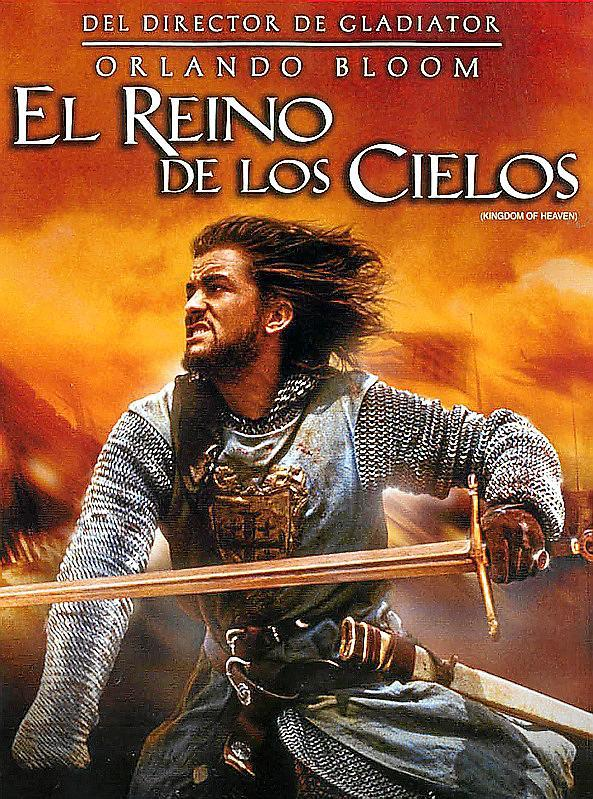 DEL DIRECTOR DE GLADIATOR
ORLANDO BLOOM
EL REINO
DE LOS CIELOS
(KINGDOM OF HEAVEN)